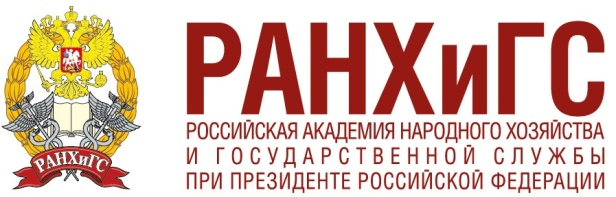 РАНХиГС
РАНХиГС
РОССИЙСКАЯ АКАДЕМИЯ НАРОДНОГО ХОЗЯЙСТВА
И ГОСУДАРСТВЕННОЙ СЛУЖБЫ
ПРИ ПРЕЗИДЕНТЕ РОССИЙСКОЙ ФЕДЕРАЦИИ